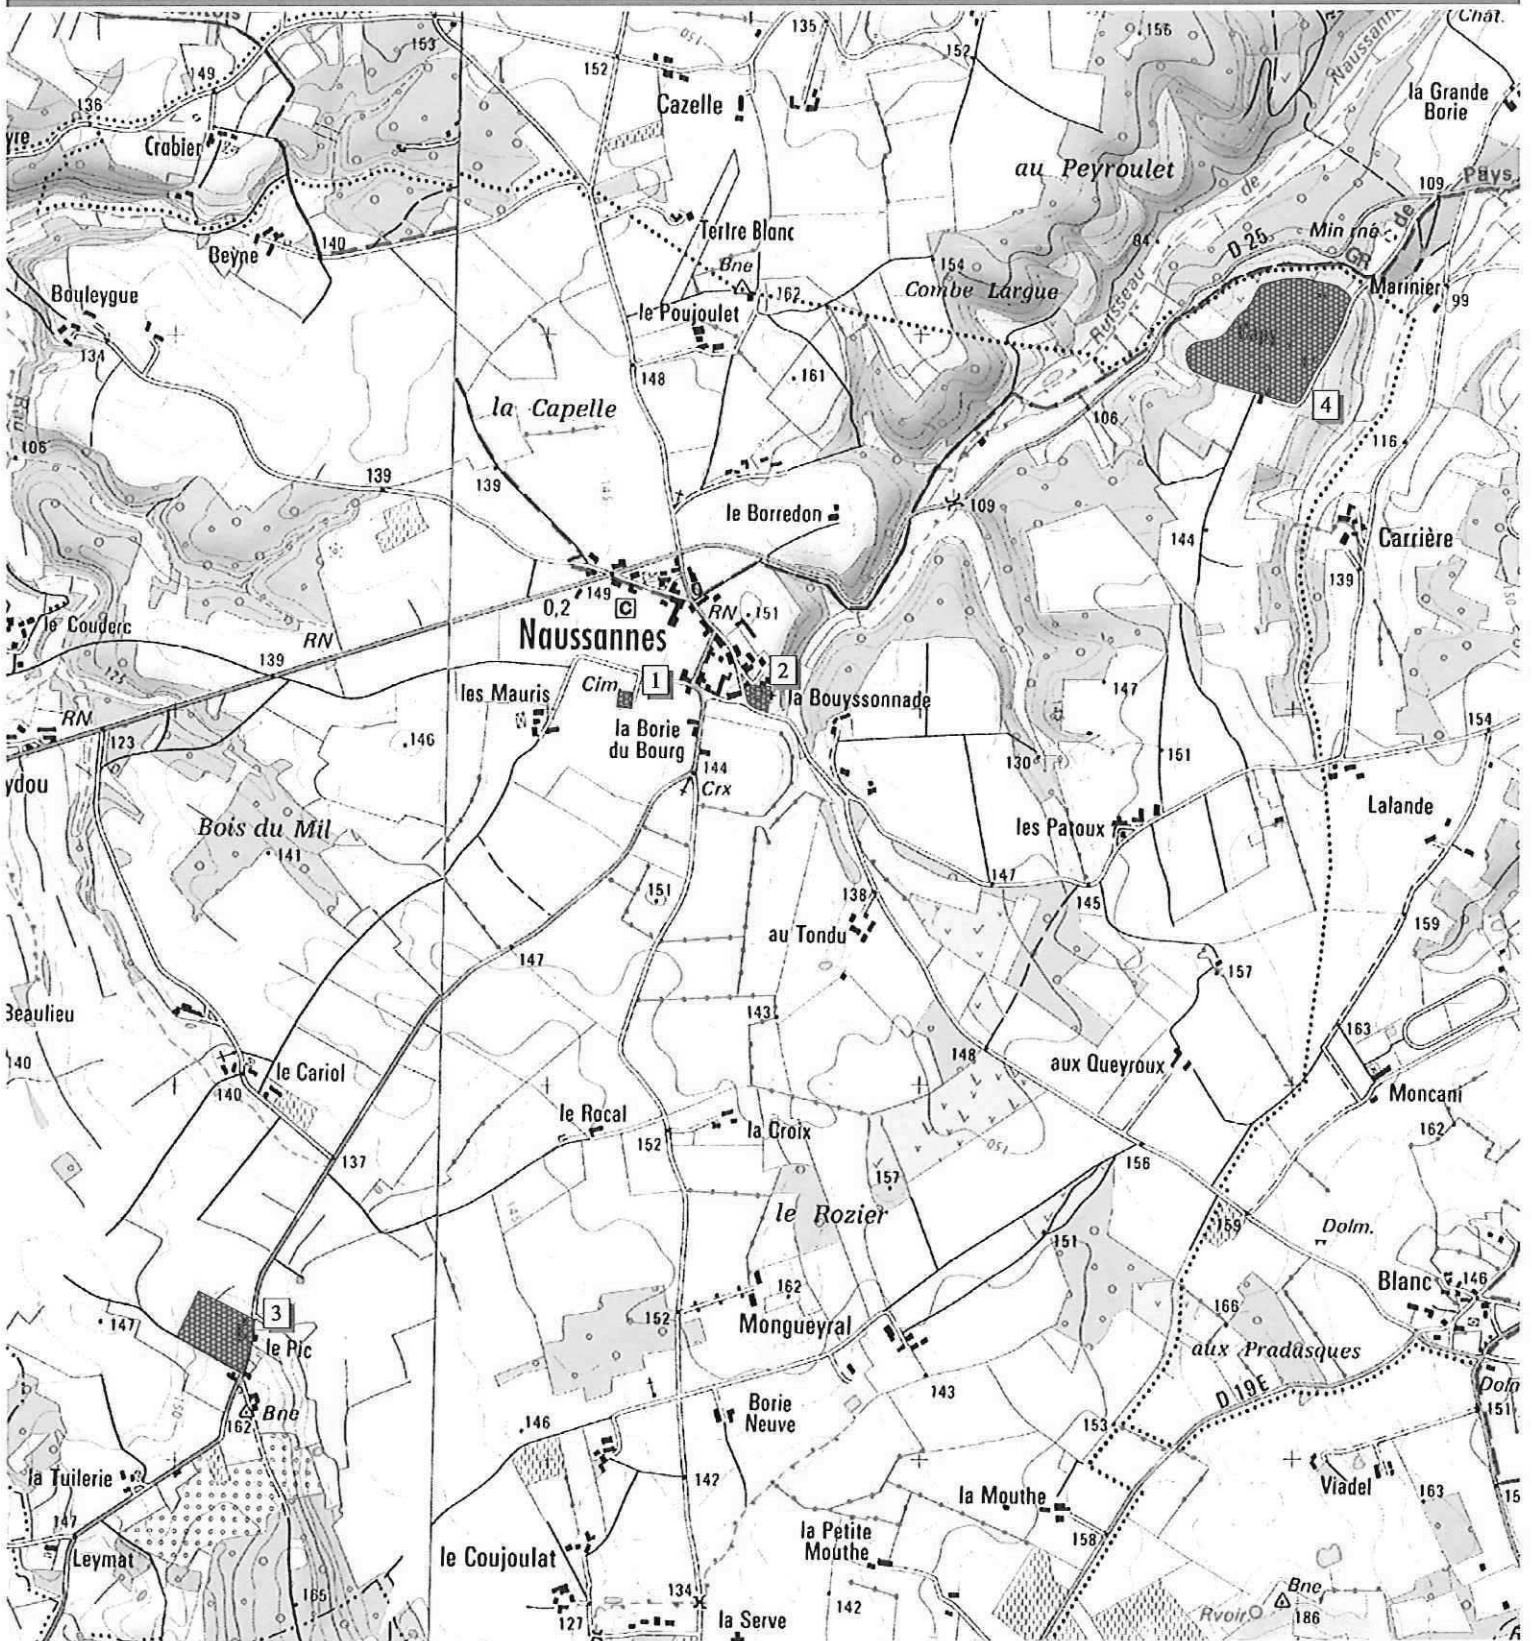 153
135
152
152
156
Chât.
150
149
136
Cazelle
la Grande
Borie
Crabier
au Peyroulet
109
Pays
de
Naussann
de
Min mé
Tertre Blanc
84
D 25
GR
140
Beyne
Bne
154
Combe Largue
Marinier
162
99
Bouleygue
le Poujoulet
Ruisseau
134
148
161
la Capelle
4
106
116
106
139
139
109
le Borredon
144
Carrière
139
149
0,2
C
RN
151
le Couderc
RN
Naussannes
139
125
1
2
les Mauris
Cim
la Bouyssonnade
147
RN
la Borie
du Bourg
154
123
146
130
151
ydou
144
Crx
Lalande
Bois du Mil
les Patoux
141
147
151
138
145
159
au Tondu
147
157
Beaulieu
143
163
140
148
aux Queyroux
le Cariol
140
Moncani
le Rocal
la Croix
162
152
150
137
156
157
145
le Rozier
159
Dolm.
151
162
Blanc
146
3
166
147
152
Mongueyral
le Pic
aux Pradasques
143
D 19E
Dolm
Borie
Neuve
151
150
Bne
162
146
153
la Tuilerie
142
Viadel
163
la Mouthe
15
147
la Petite
Mouthe
158
Leymat
le Coujoulat
165
134
Bne
127
la Serve
142
Rvoir
186